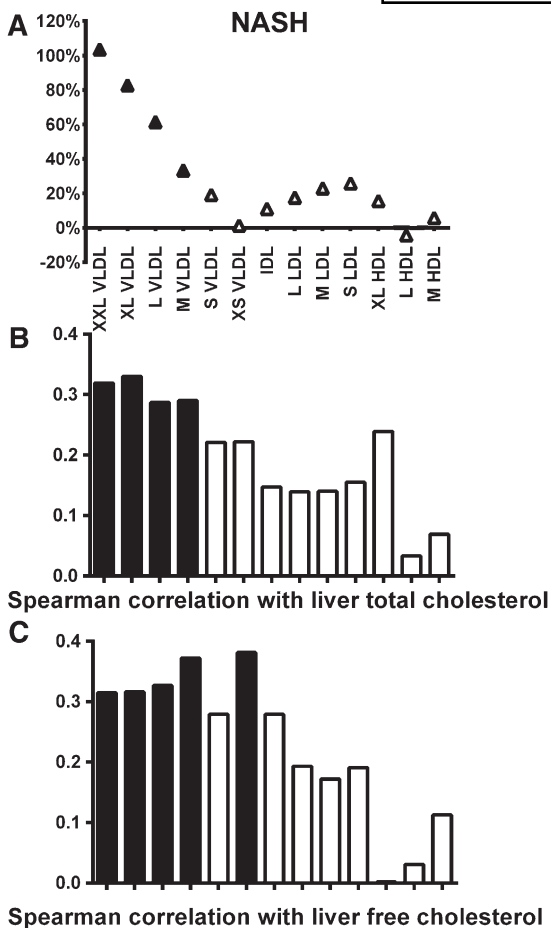 A
NASH
120%
100%
80%
60%
40%
20%
0%
-20%
XXL VLDL
XL VLDL
L VLDL
M VLDL
S VLDL
XS VLDL
IDL
L LDL
M LDL
S LDL
XL HDL
L HDL
M HDL
B
0.4
0.3
0.2
0.1
0.0
Spearman correlation with liver total cholesterol
C
0.4
0.3
0.2
0.1
0.0
Spearman correlation with liver free cholesterol